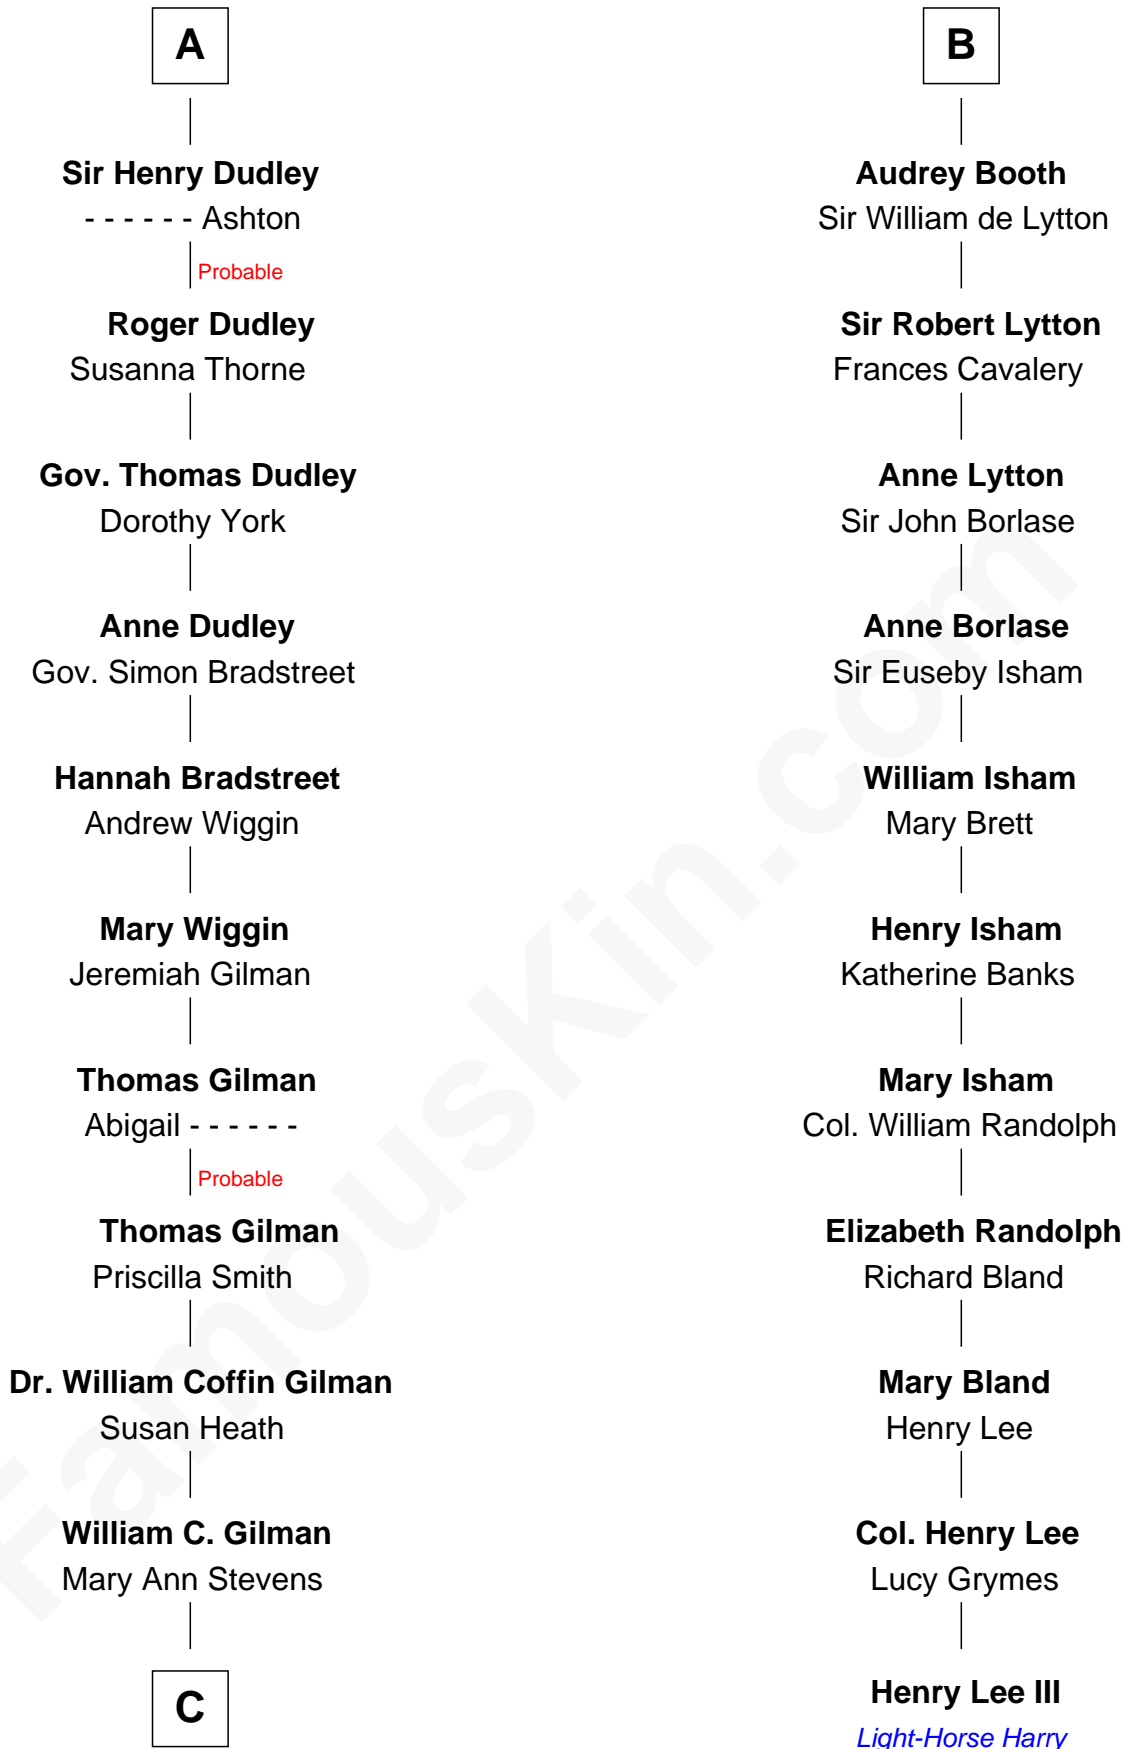 A
Sir Henry Dudley
- - - - - - Ashton
Probable
Roger Dudley
Susanna Thorne
Gov. Thomas Dudley
Dorothy York
Anne Dudley
Gov. Simon Bradstreet
Hannah Bradstreet
Andrew Wiggin
Mary Wiggin
Jeremiah Gilman
Thomas Gilman
Abigail - - - - - -
Probable
Thomas Gilman
Priscilla Smith
Dr. William Coffin Gilman
Susan Heath
William C. Gilman
Mary Ann Stevens
C
B
Audrey Booth
Sir William de Lytton
Sir Robert Lytton
Frances Cavalery
Anne Lytton
Sir John Borlase
Anne Borlase
Sir Euseby Isham
William Isham
Mary Brett
Henry Isham
Katherine Banks
Mary Isham
Col. William Randolph
Elizabeth Randolph
Richard Bland
Mary Bland
Henry Lee
Col. Henry Lee
Lucy Grymes
Henry Lee III
Light-Horse Harry
FamousKin.com